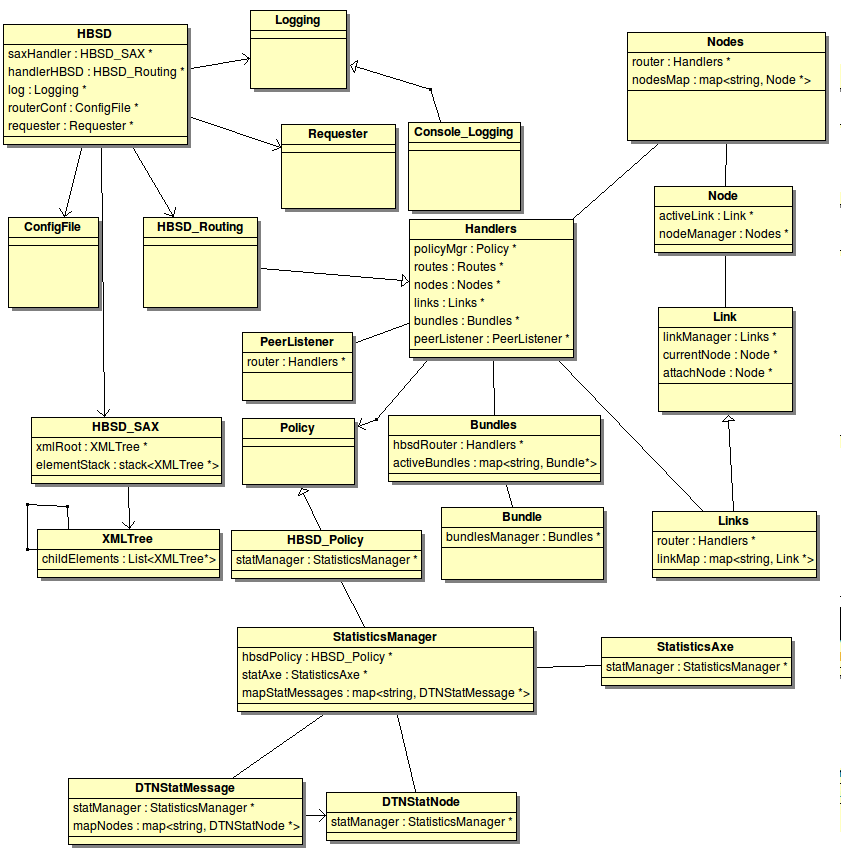 HBSD
saxHandler : HBSD_SAX *
handlerHBSD : HBSD_Routing *
log : Logging *
routerConf : ConfigFile *
requester : Requester *
Logging
Requester
Console_Logging
Nodes
router : Handlers *
nodesMap : map<string, Node *>
Node
activeLink : Link *
nodeManager : Nodes *
ConfigFile
HBSD_Routing
Handlers
policyMgr : Policy *
routes : Routes *
nodes : Nodes *
links : Links *
bundles : Bundles *
peerListener : PeerListener *
Link
linkManager : Links *
currentNode : Node *
attachNode : Node *
PeerListener
router : Handlers *
HBSD_SAX
xmlRoot : XMLTree *
elementStack : stack<XMLTree *>
Policy
Bundles
hbsdRouter : Handlers *
activeBundles : map<string, Bundle*>
XMLTree
childElements : List<XMLTree*>
HBSD_Policy
statManager : StatisticsManager *
Bundle
bundlesManager : Bundles *
Links
router : Handlers *
linkMap : map<string, Link *>
StatisticsManager
hbsdPolicy : HBSD_Policy *
statAxe : StatisticsAxe *
mapStatMessages : map<string, DTNStatMessage *>
StatisticsAxe
statManager : StatisticsManager *
DTNStatMessage
statManager : StatisticsManager *
mapNodes : map<string, DTNStatNode *>
DTNStatNode
statManager : StatisticsManager *